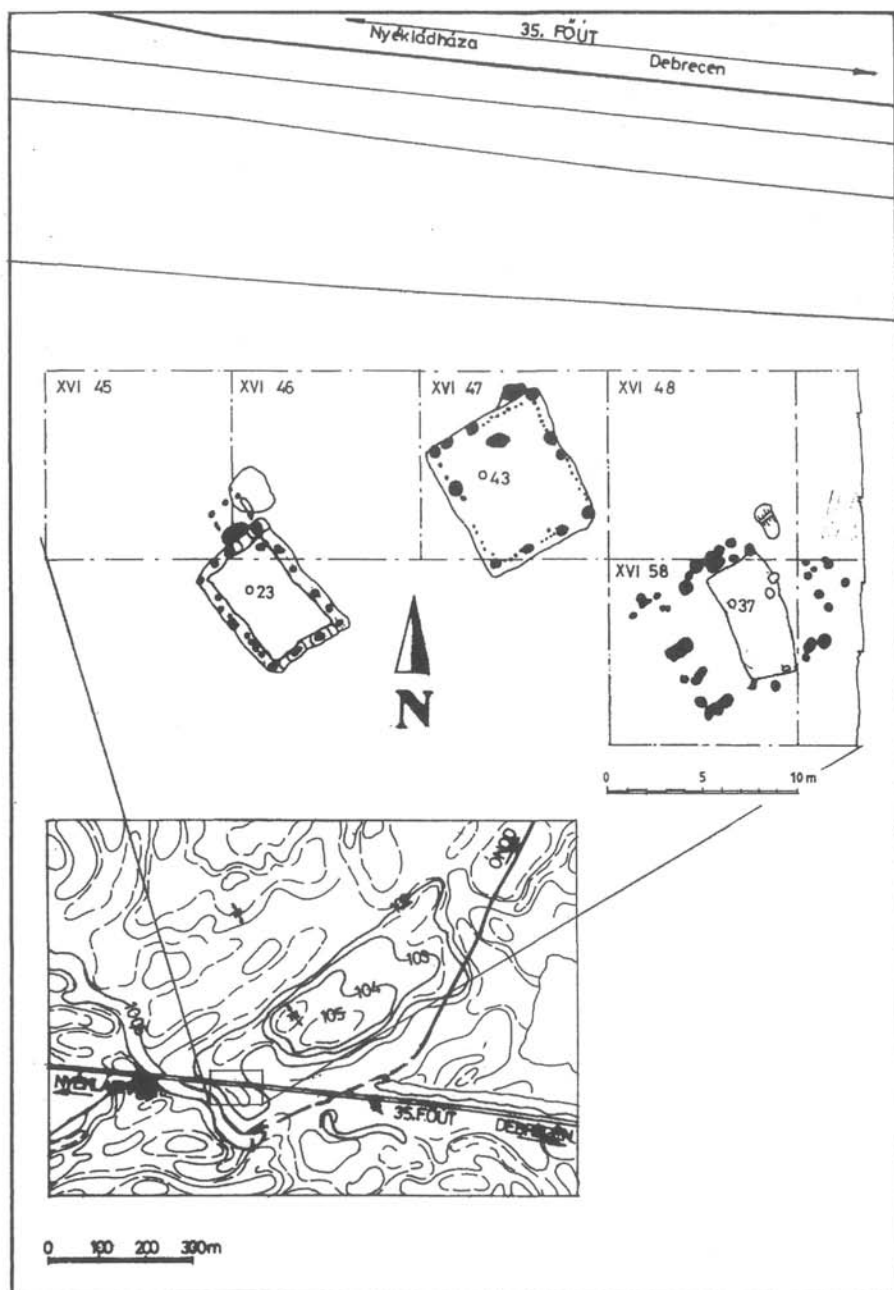 35. FŐÚT
Nyékládháza
Debrecen
XVI 45
XVI 46
XVI 47
XVI 48
43
XVI 58
23
37
N
0 5 10 m
ÓNOD
103
104
105
35. FŐÚT
0 100 200 300m